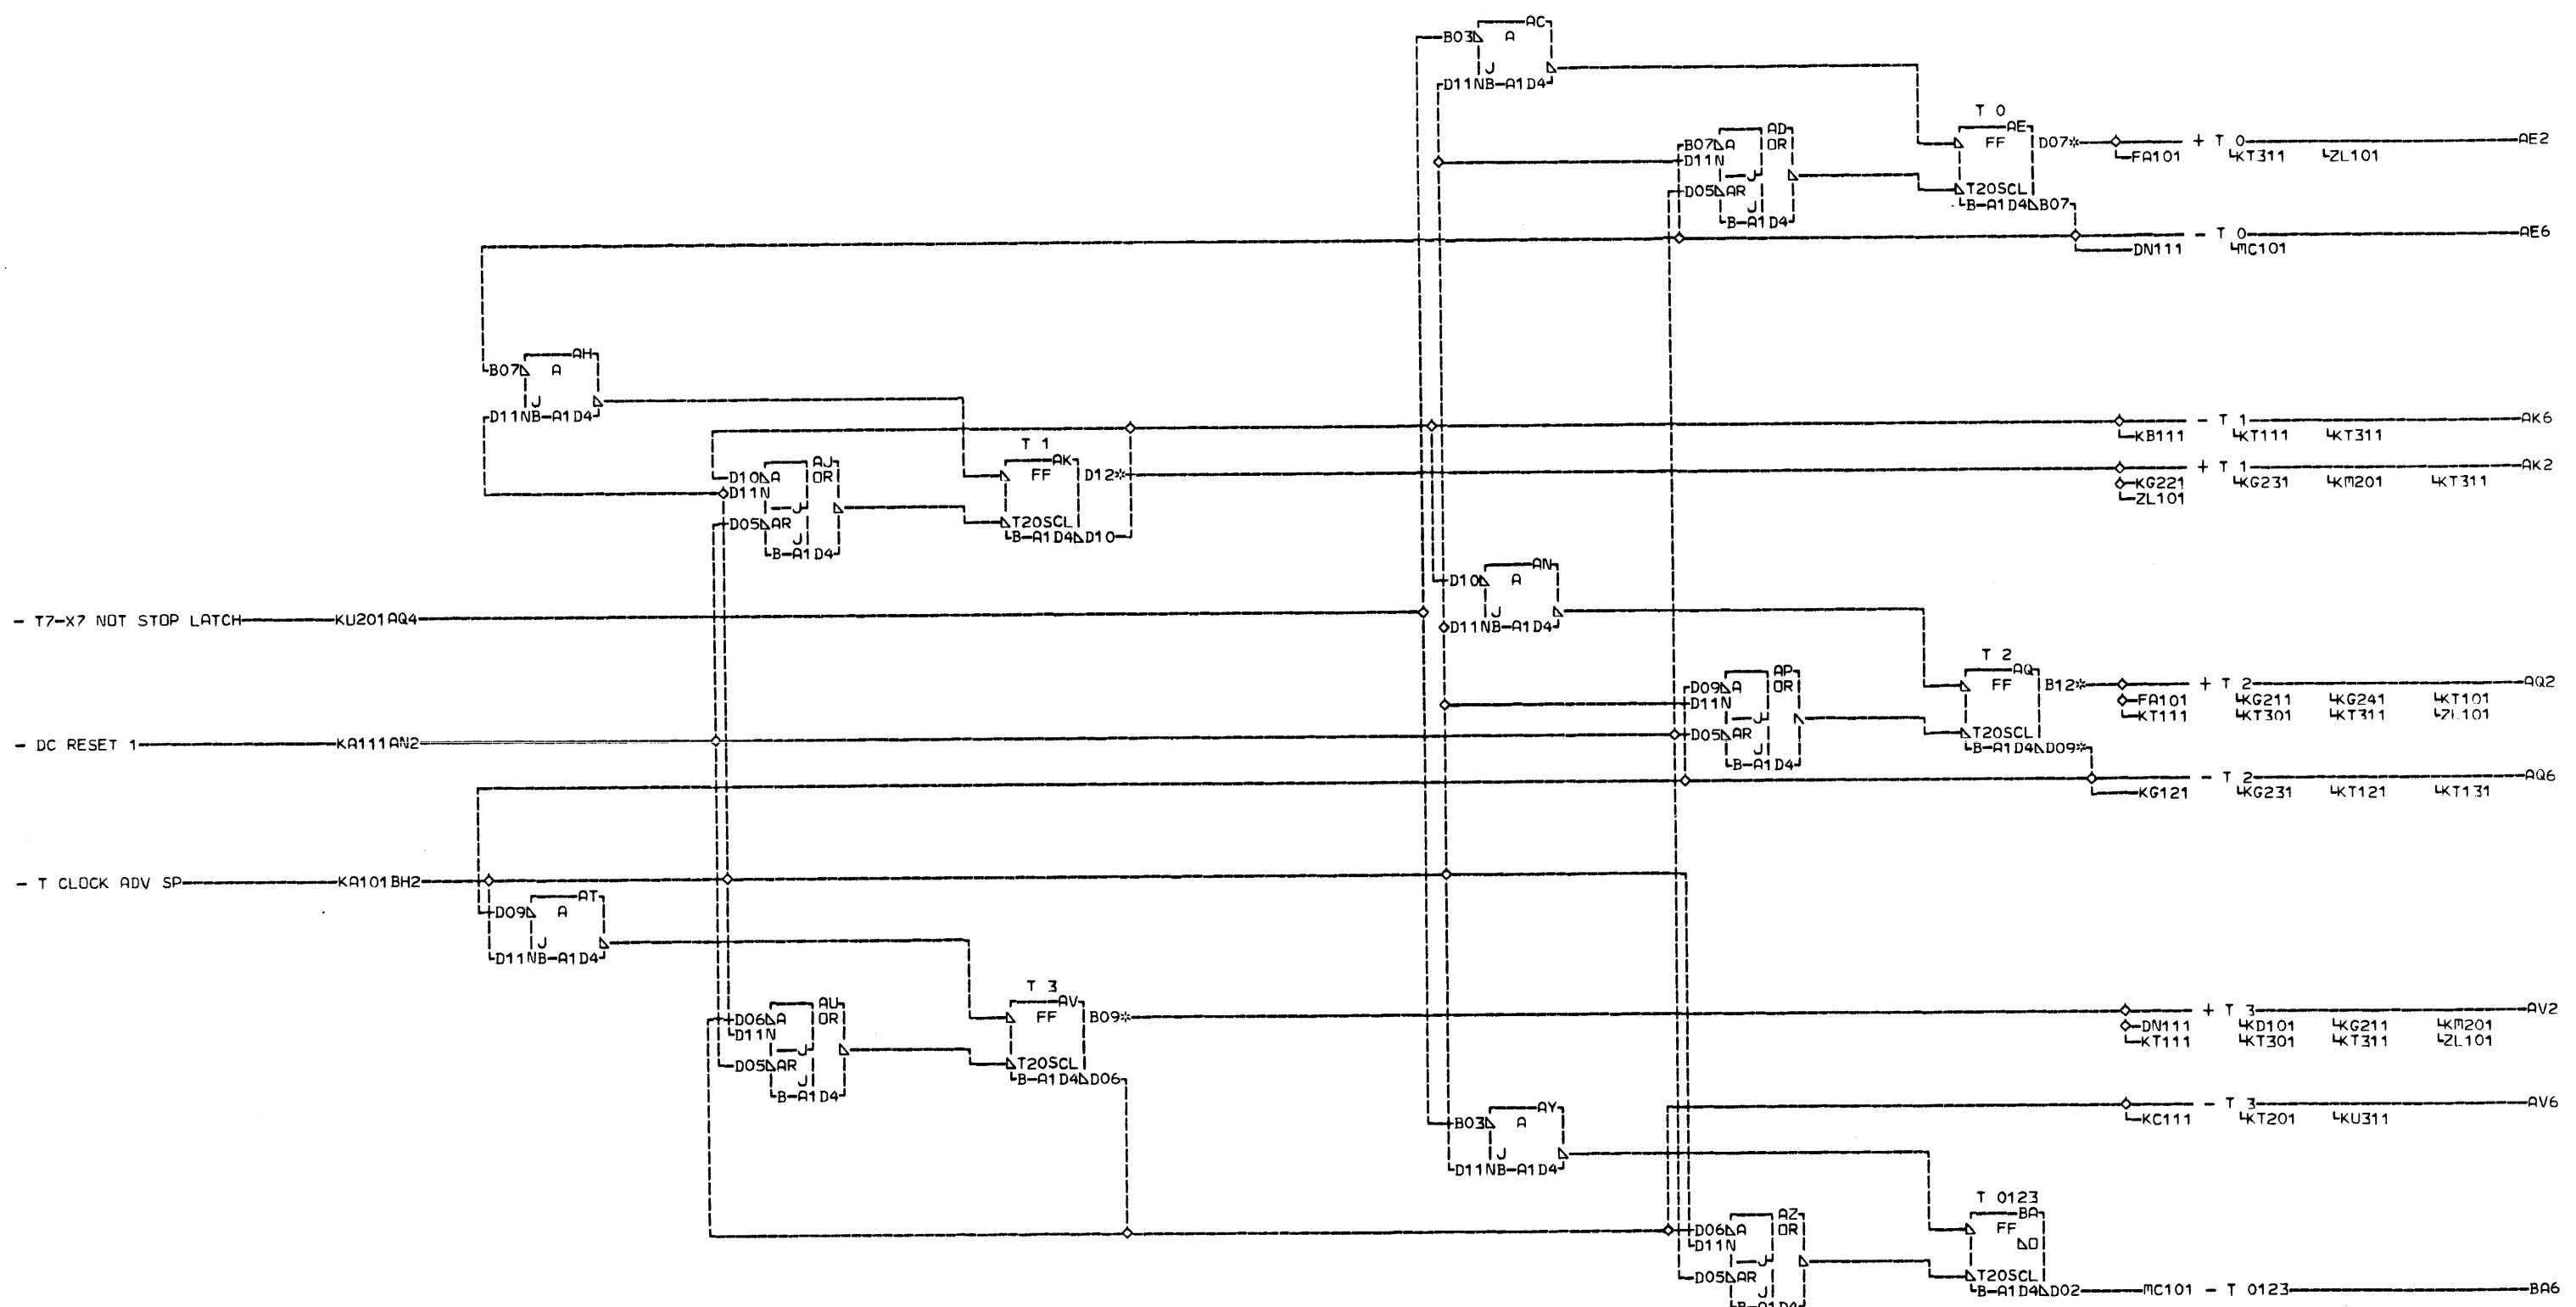 AC
B03 A
J
D11NB-A1D4
T 0
AE
FF D07* + T 0 AE2
FA101 KT311 ZL101
AD
B07 A OR
D11N
J
D05 AR
J
B-A1D4
T20SCL
B-A1D4 B07
- T 0 AE6
DN111 MC101
AH
B07 A
J
D11NB-A1D4
- T 1 AK6
KB111 KT111 KT311
T 1
AK
FF D12* + T 1 AK2
KG221 KG231 KM201 KT311
ZL101
AJ
D10 A OR
D11N
J
D05 AR
J
B-A1D4
T20SCL
B-A1D4 D10
AN
D10 A
J
D11NB-A1D4
- T7-X7 NOT STOP LATCH KU201AQ4
T 2
AQ
FF B12* + T 2 AQ2
FA101 KG211 KG241 KT101
KT111 KT301 KT311 ZL101
AP
D09 A OR
D11N
J
D05 AR
J
B-A1D4
T20SCL
B-A1D4 D09*
- DC RESET 1 KA111AN2
- T 2 AQ6
KG121 KG231 KT121 KT131
- T CLOCK ADV SP KA101BH2
AT
D09 A
J
D11NB-A1D4
T 3
AV
FF B09* + T 3 AV2
DN111 KD101 KG211 KM201
KT111 KT301 KT311 ZL101
AU
D06 A OR
D11N
J
D05 AR
J
B-A1D4
T20SCL
B-A1D4 D06
- T 3 AV6
KC111 KT201 KU311
AY
B03 A
J
D11NB-A1D4
T 0123
BA
FF
O
AZ
D06 A OR
D11N
J
D05 AR
J
B-A1D4
T20SCL
B-A1D4 D02 MC101 - T 0123 BA6